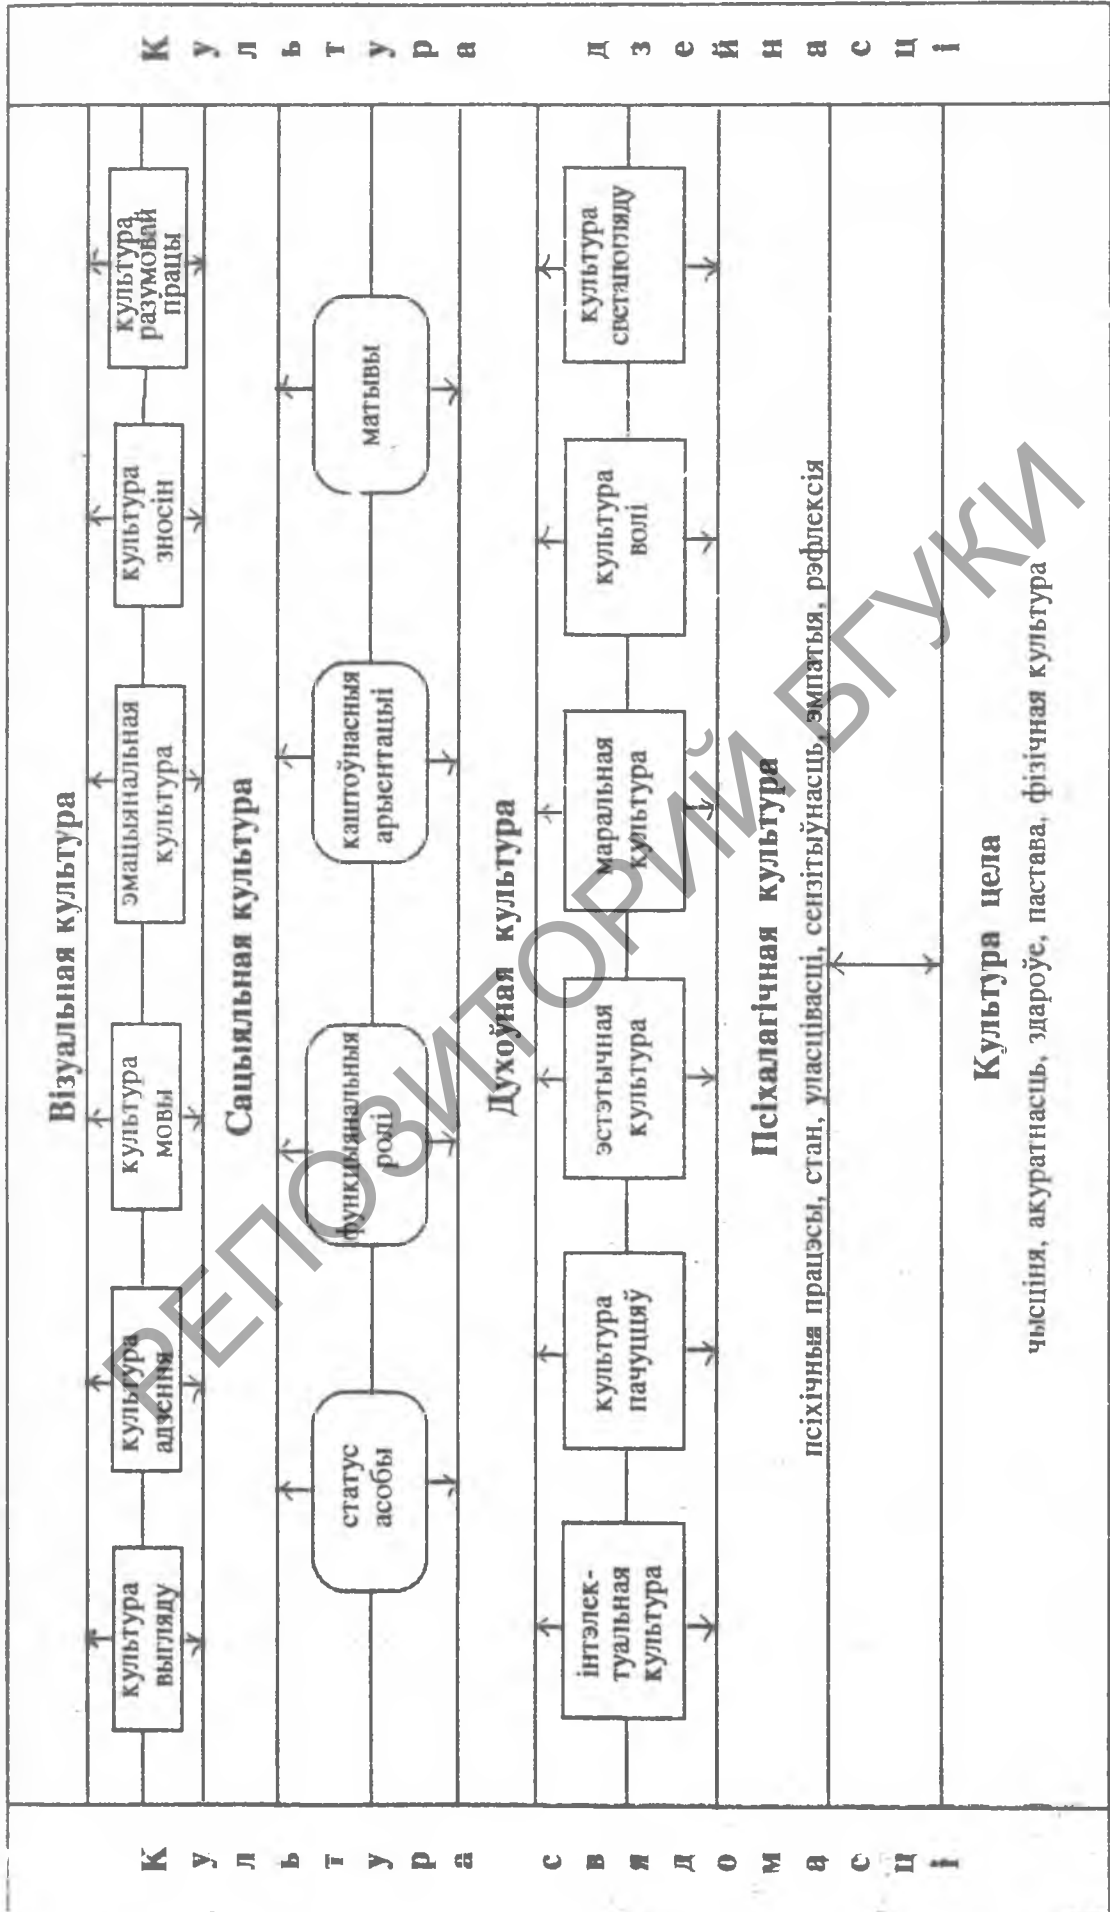 Культура свядомасці
Візуальная культура
культура
выгляду
культура
адзення
культура
мовы
эмацыянальная
культура
культура
зносін
культура
разумовай
працы
Сацыяльная культура
статус
асобы
функцыянальныя
ролі
каштоўнасныя
арыентацыі
матывы
Духоўная культура
інтэлек-
туальная
культура
культура
пачуццяў
эстэтычная
культура
маральная
культура
культура
волі
культура
светапогляду
Псіхалагічная культура
псіхічныя працэсы, стан, уласцівасці, сензітыўнасць, эмпатыя, рэфлексія
Культура цела
чысціня, акуратнасць, здароўе, пастава, фізічная культура
Культура дзейнасці
РЕПОЗИТОРИЙ БГУКИ